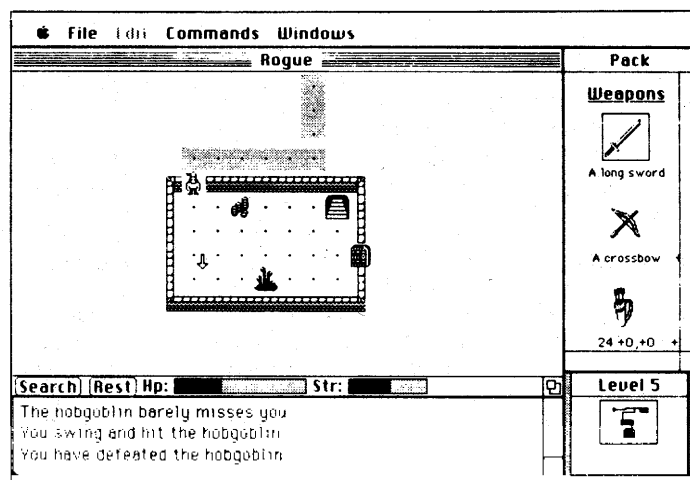 File Edit Commands Windows
Rogue
Pack
Weapons
A long sword
A crossbow
24 +0,+0 +
Search Rest Hp: Str:
Level 5
The hobgoblin barely misses you
You swing and hit the hobgoblin
You have defeated the hobgoblin